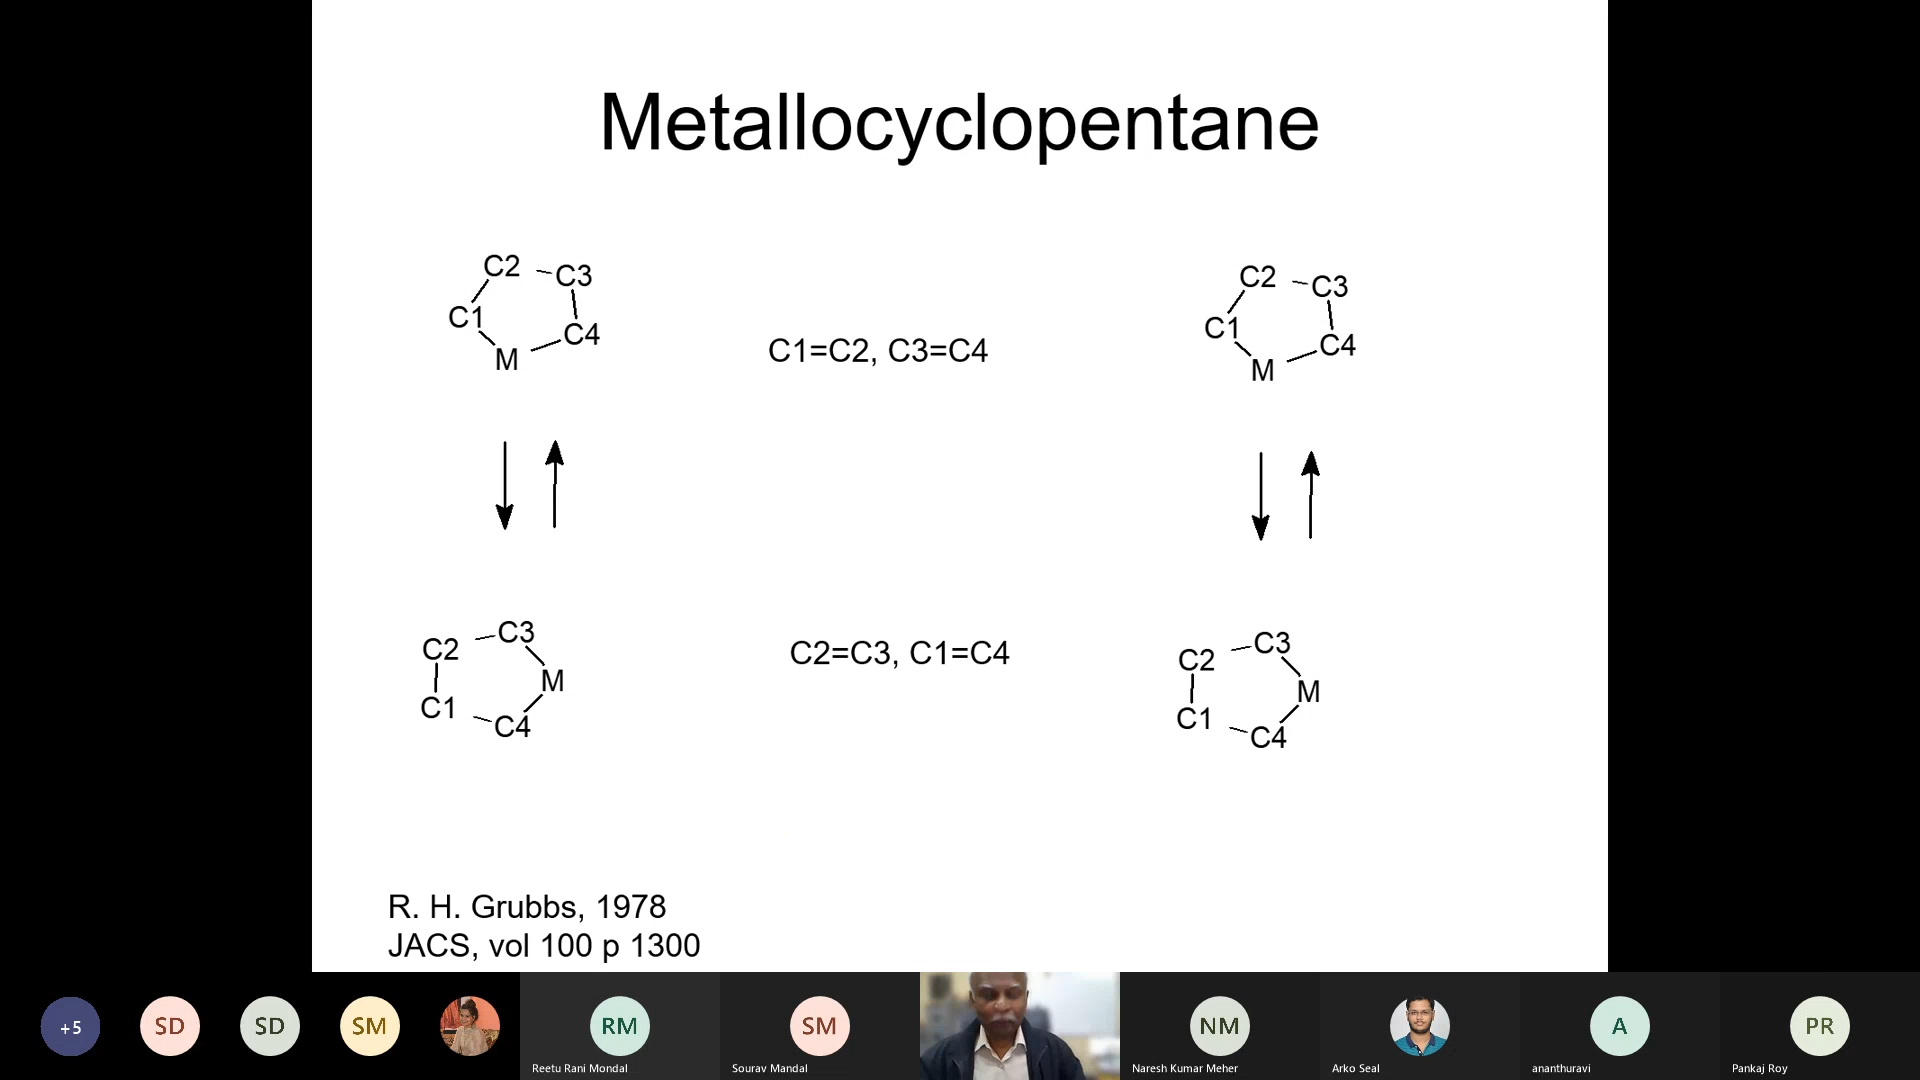 Metallocyclopentane
C2 C3
C1 C4
M
C1=C2, C3=C4
C2 C3
C1 C4
M
C2 C3
M
C1 C4
C2=C3, C1=C4
C2 C3
M
C1 C4
R. H. Grubbs, 1978
JACS, vol 100 p 1300
+5
SD
SD
SM
RM
Reetu Rani Mondal
SM
Sourav Mandal
NM
Naresh Kumar Meher
Arko Seal
A
ananthuravi
PR
Pankaj Roy